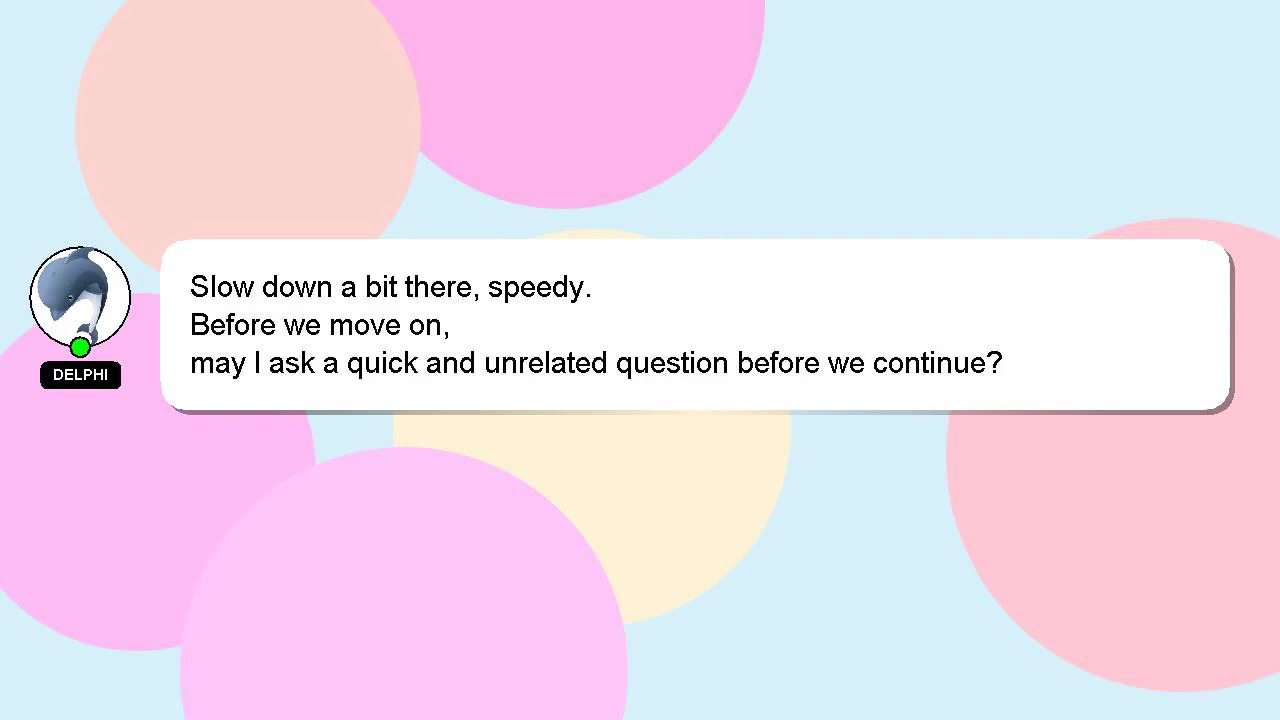 Slow down a bit there, speedy.
Before we move on,
may I ask a quick and unrelated question before we continue?
DELPHI